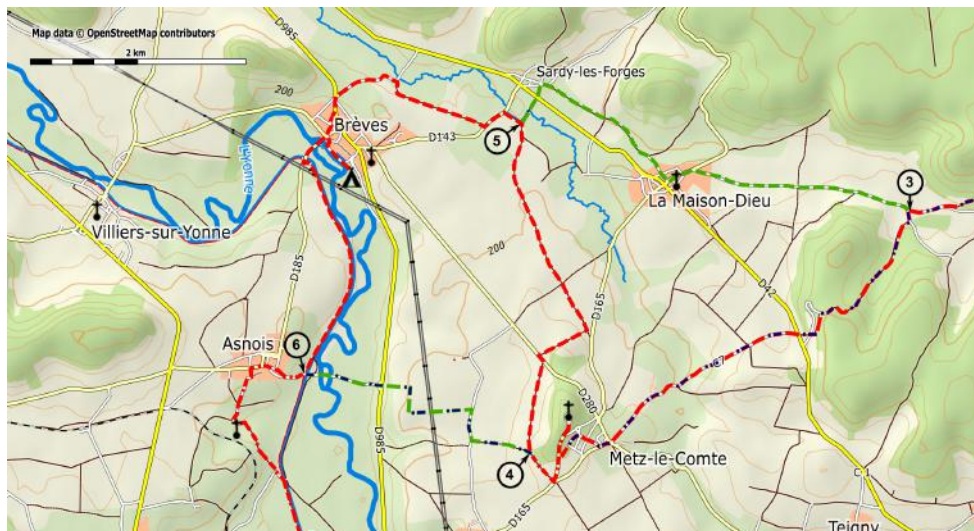 Map data © OpenStreetMap contributors
2 km
D985
200
Sardy-les-Forges
Brèves
D143
5
L'Yonne
3
La Maison-Dieu
Villiers-sur-Yonne
200
D185
D165
D42
Asnois
6
D280
D985
4
Metz-le-Comte
D165
Teigny